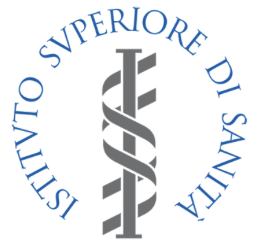 ISTITVTO SVPERIORE DI SANITÀ